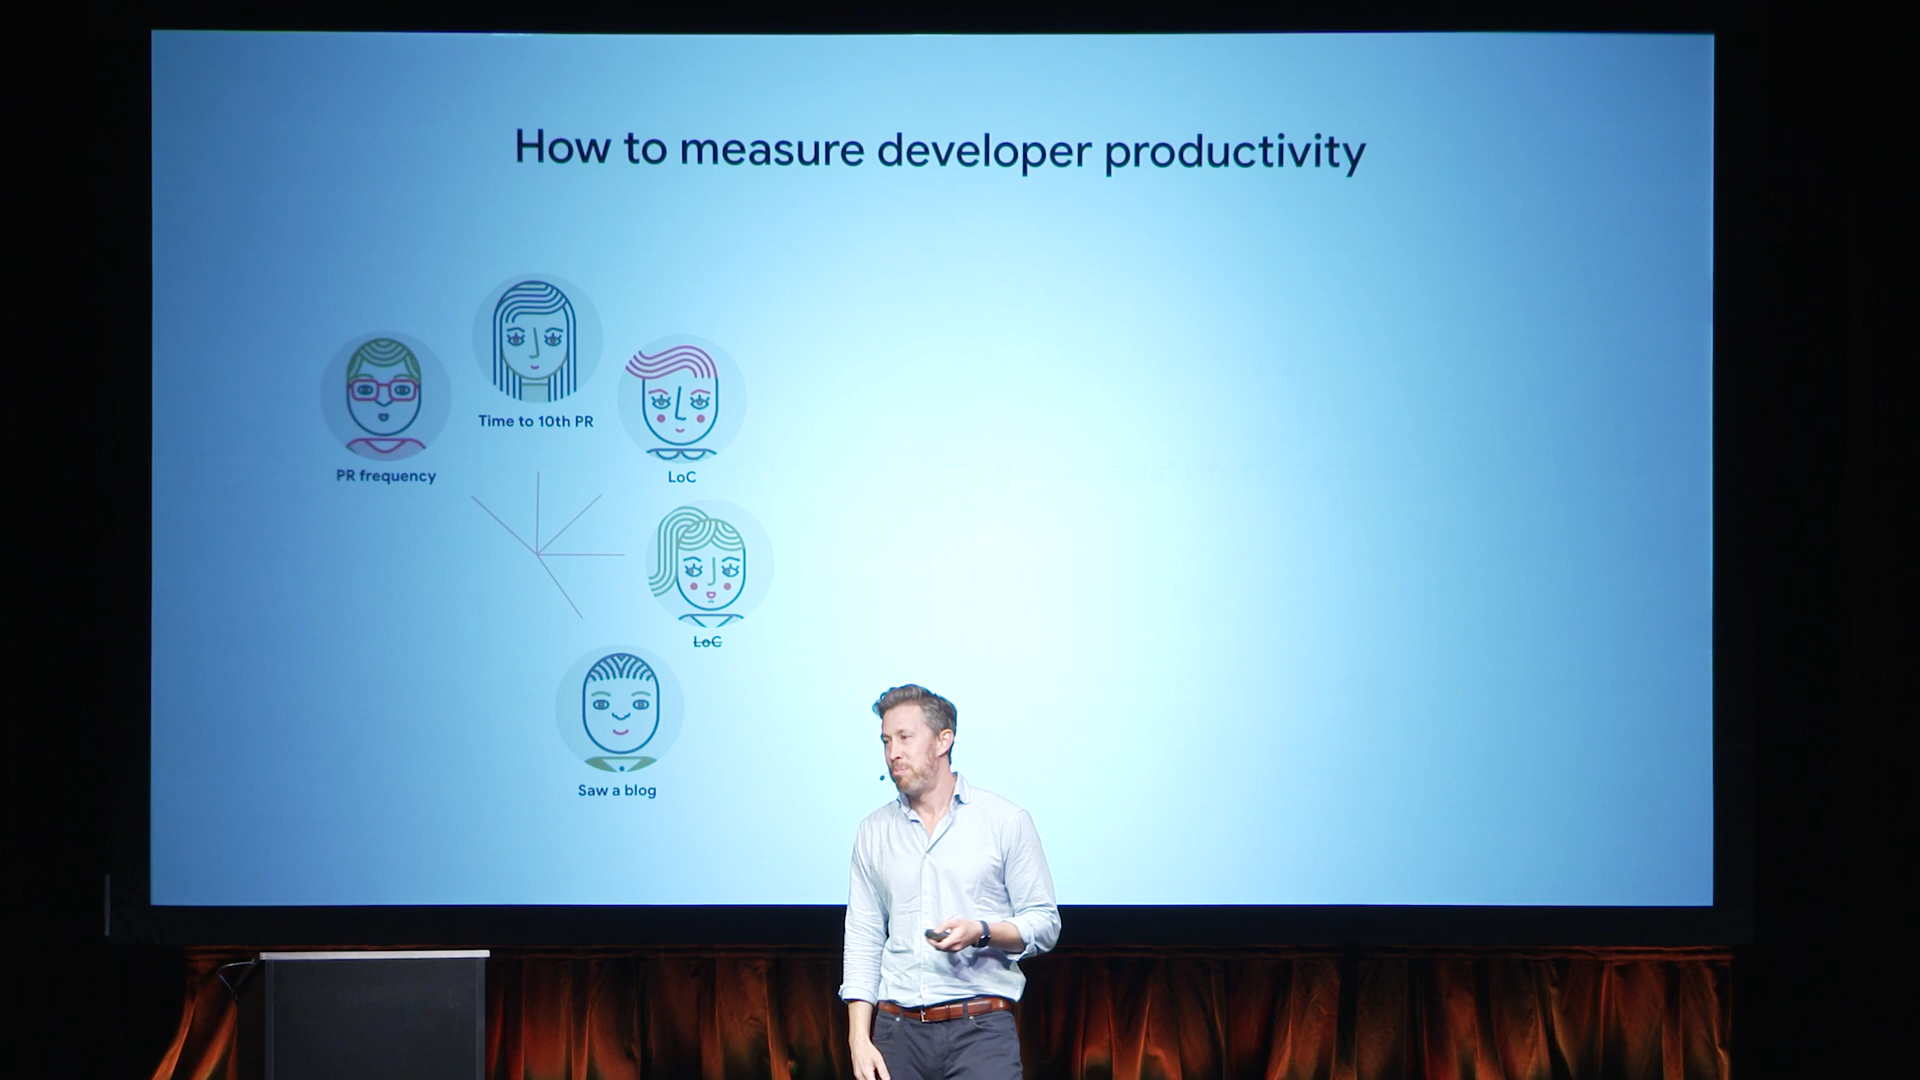 How to measure developer productivity
Time to 10th PR
PR frequency
LoC
LoC
Saw a blog